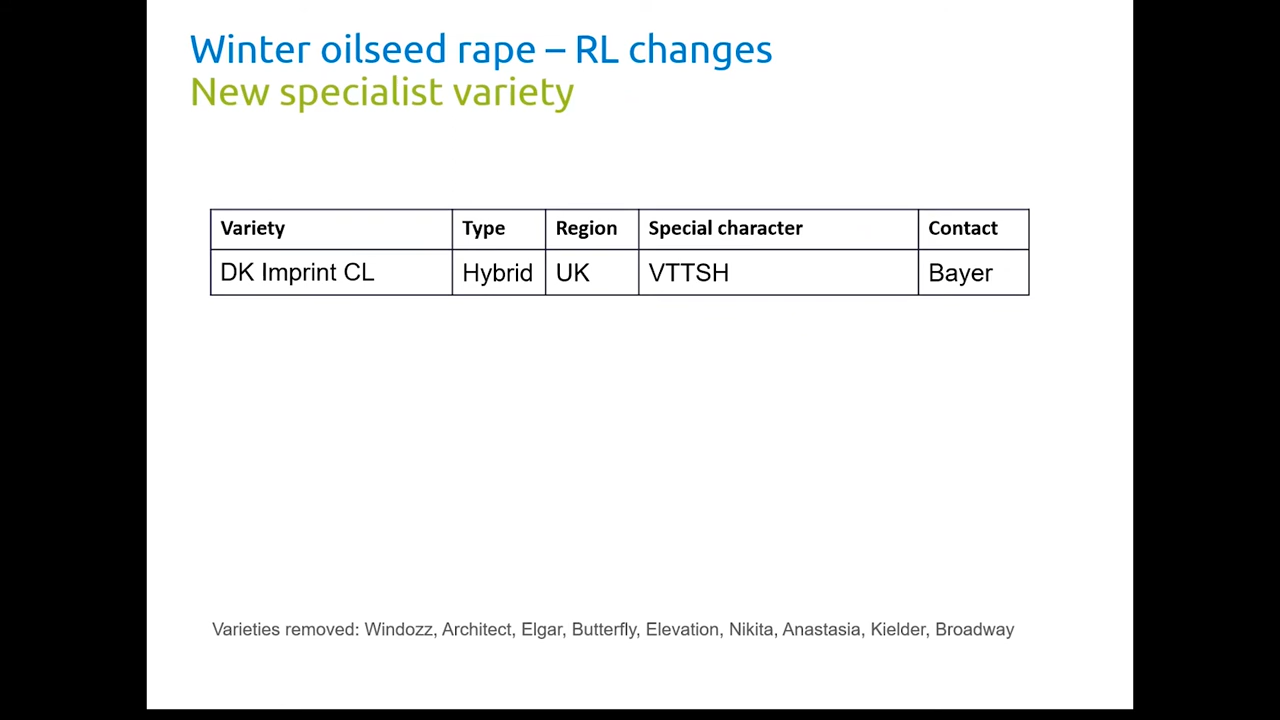 Winter oilseed rape – RL changes
New specialist variety
Variety Type Region Special character Contact
DK Imprint CL Hybrid UK VTTSH Bayer
Varieties removed: Windozz, Architect, Elgar, Butterfly, Elevation, Nikita, Anastasia, Kielder, Broadway